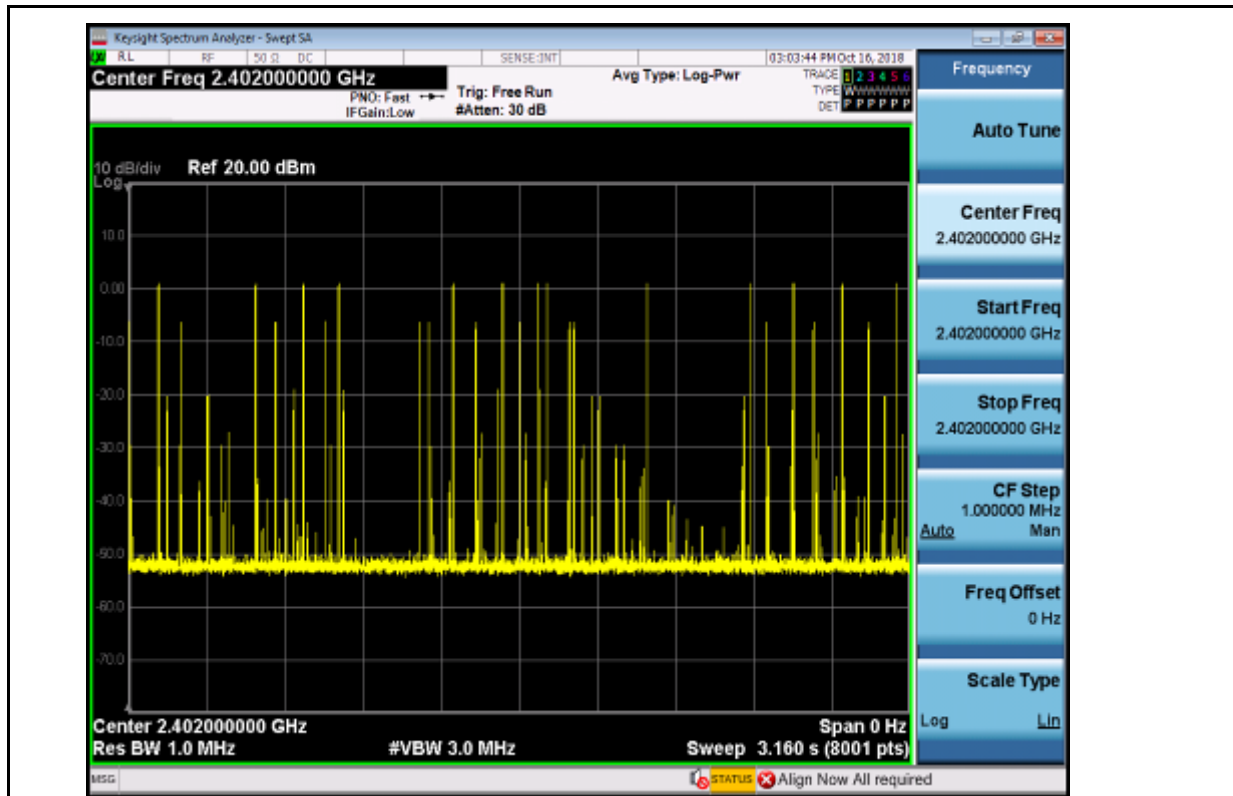 Keysight Spectrum Analyzer - Swept SA
RL RF 50 Ω DC SENSE:INT 03:03:44 PM Oct 16, 2018
Center Freq 2.402000000 GHz
Avg Type: Log-Pwr
TRACE 1 2 3 4 5 6
PNO: Fast
Trig: Free Run
TYPE WWWWWW
IFGain:Low
#Atten: 30 dB
DET P P P P P P
10 dB/div
Ref 20.00 dBm
Log
10.0
0.00
-10.0
-20.0
-30.0
-40.0
-50.0
-60.0
-70.0
Center 2.402000000 GHz
Span 0 Hz
Res BW 1.0 MHz
#VBW 3.0 MHz
Sweep 3.160 s (8001 pts)
MSG
STATUS
Align Now All required
Frequency
Auto Tune
Center Freq
2.402000000 GHz
Start Freq
2.402000000 GHz
Stop Freq
2.402000000 GHz
CF Step
1.000000 MHz
Auto Man
Freq Offset
0 Hz
Scale Type
Log Lin